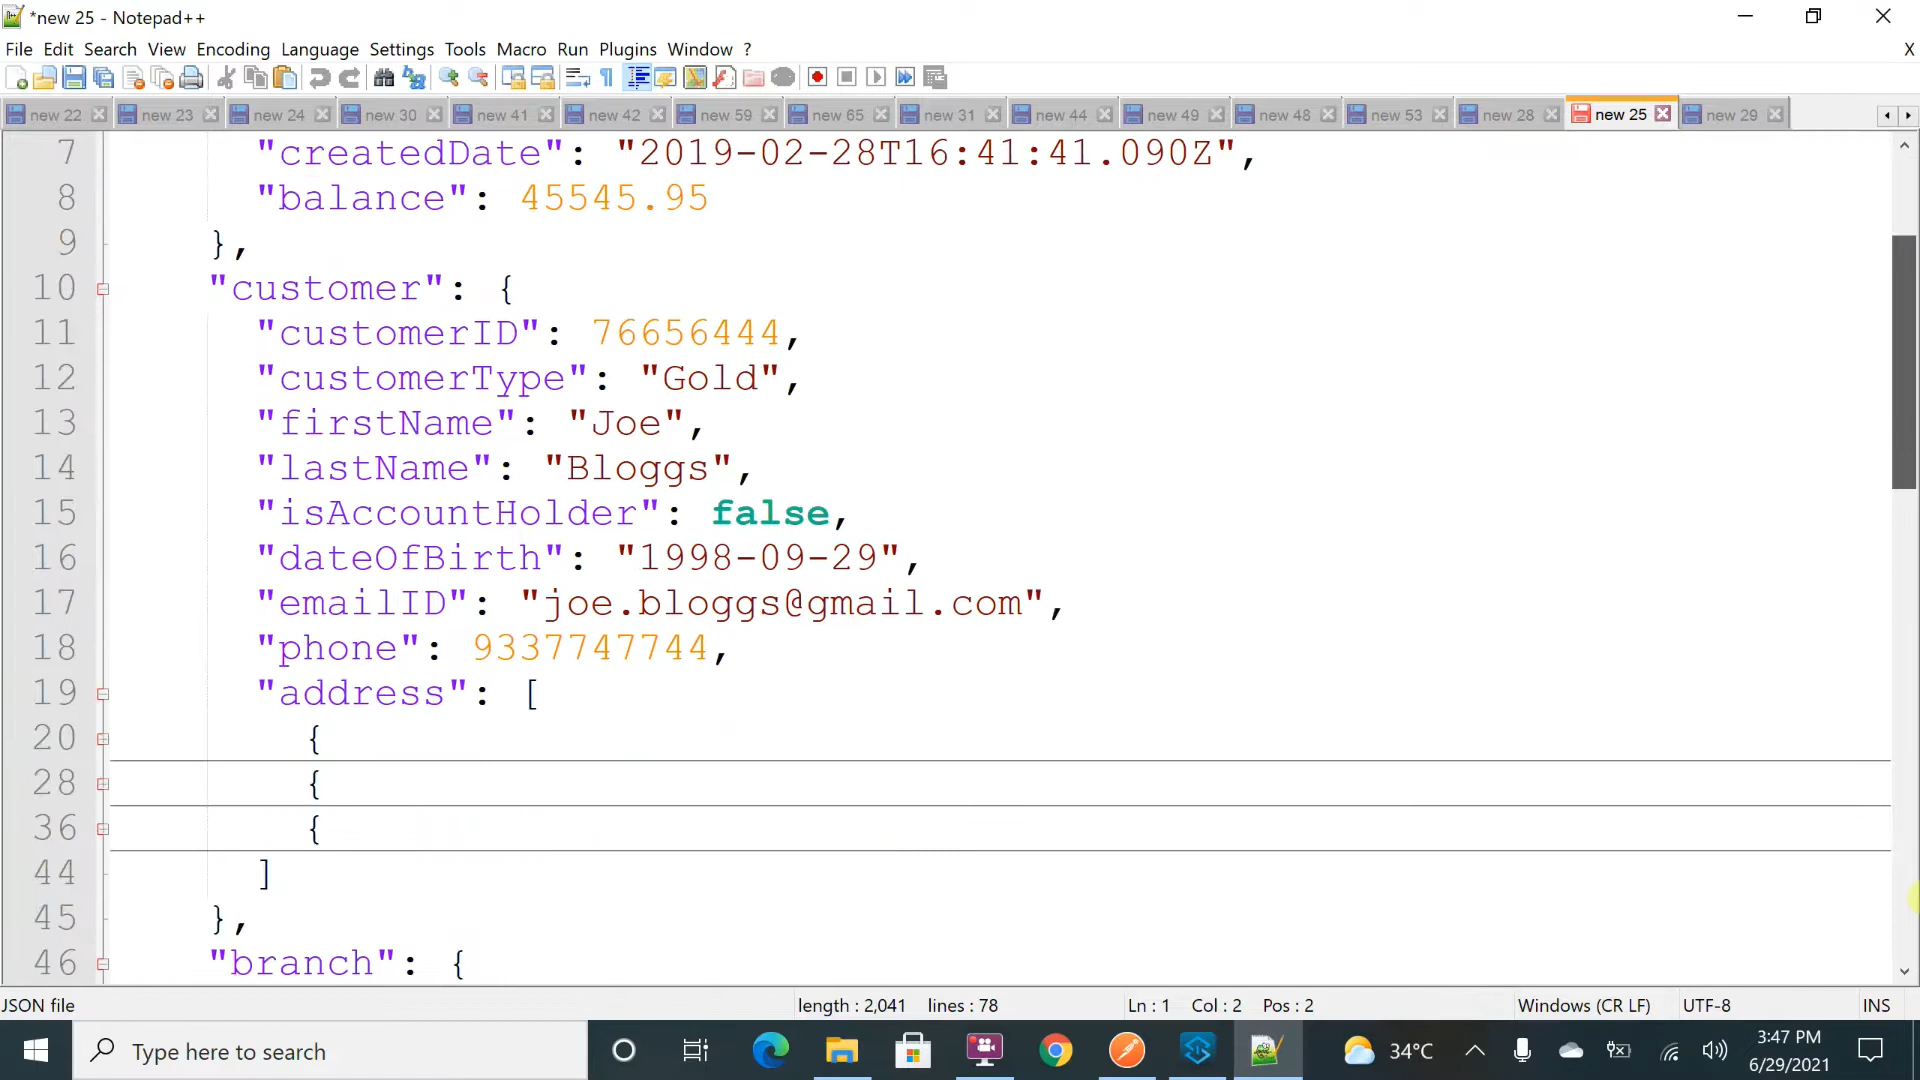 *new 25 - Notepad++
File Edit Search View Encoding Language Settings Tools Macro Run Plugins Window ? X
new 22 new 23 new 24 new 30 new 41 new 42 new 59 new 65 new 31 new 44 new 49 new 48 new 53 new 28 new 25 new 29
7 "createdDate": "2019-02-28T16:41:41.090Z",
8 "balance": 45545.95
9 },
10 "customer": {
11 "customerID": 76656444,
12 "customerType": "Gold",
13 "firstName": "Joe",
14 "lastName": "Bloggs",
15 "isAccountHolder": false,
16 "dateOfBirth": "1998-09-29",
17 "emailID": "joe.bloggs@gmail.com",
18 "phone": 9337747744,
19 "address": [
20 {
28 {
36 {
44 ]
45 },
46 "branch": {
JSON file length : 2,041 lines : 78 Ln : 1 Col : 2 Pos : 2 Windows (CR LF) UTF-8 INS
Type here to search 34°C 3:47 PM
6/29/2021